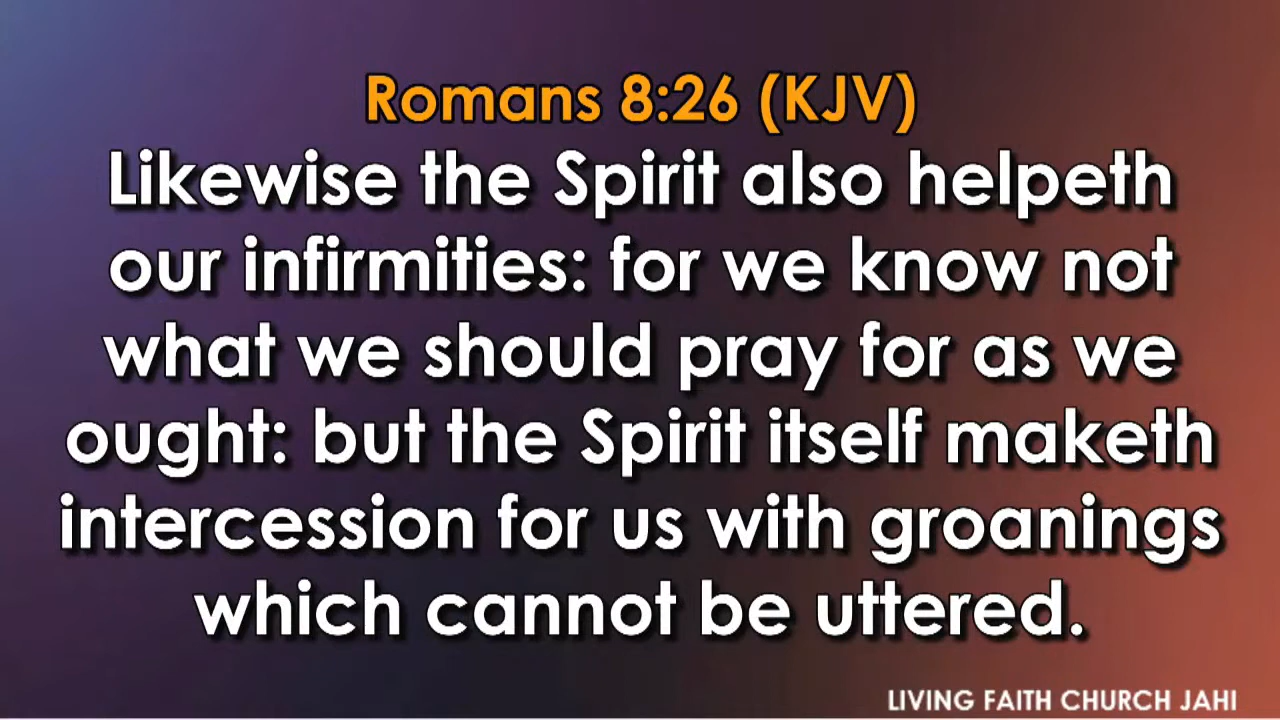 Romans 8:26 (KJV)
Likewise the Spirit also helpeth
our infirmities: for we know not
what we should pray for as we
ought: but the Spirit itself maketh
intercession for us with groanings
which cannot be uttered.
LIVING FAITH CHURCH JAHI